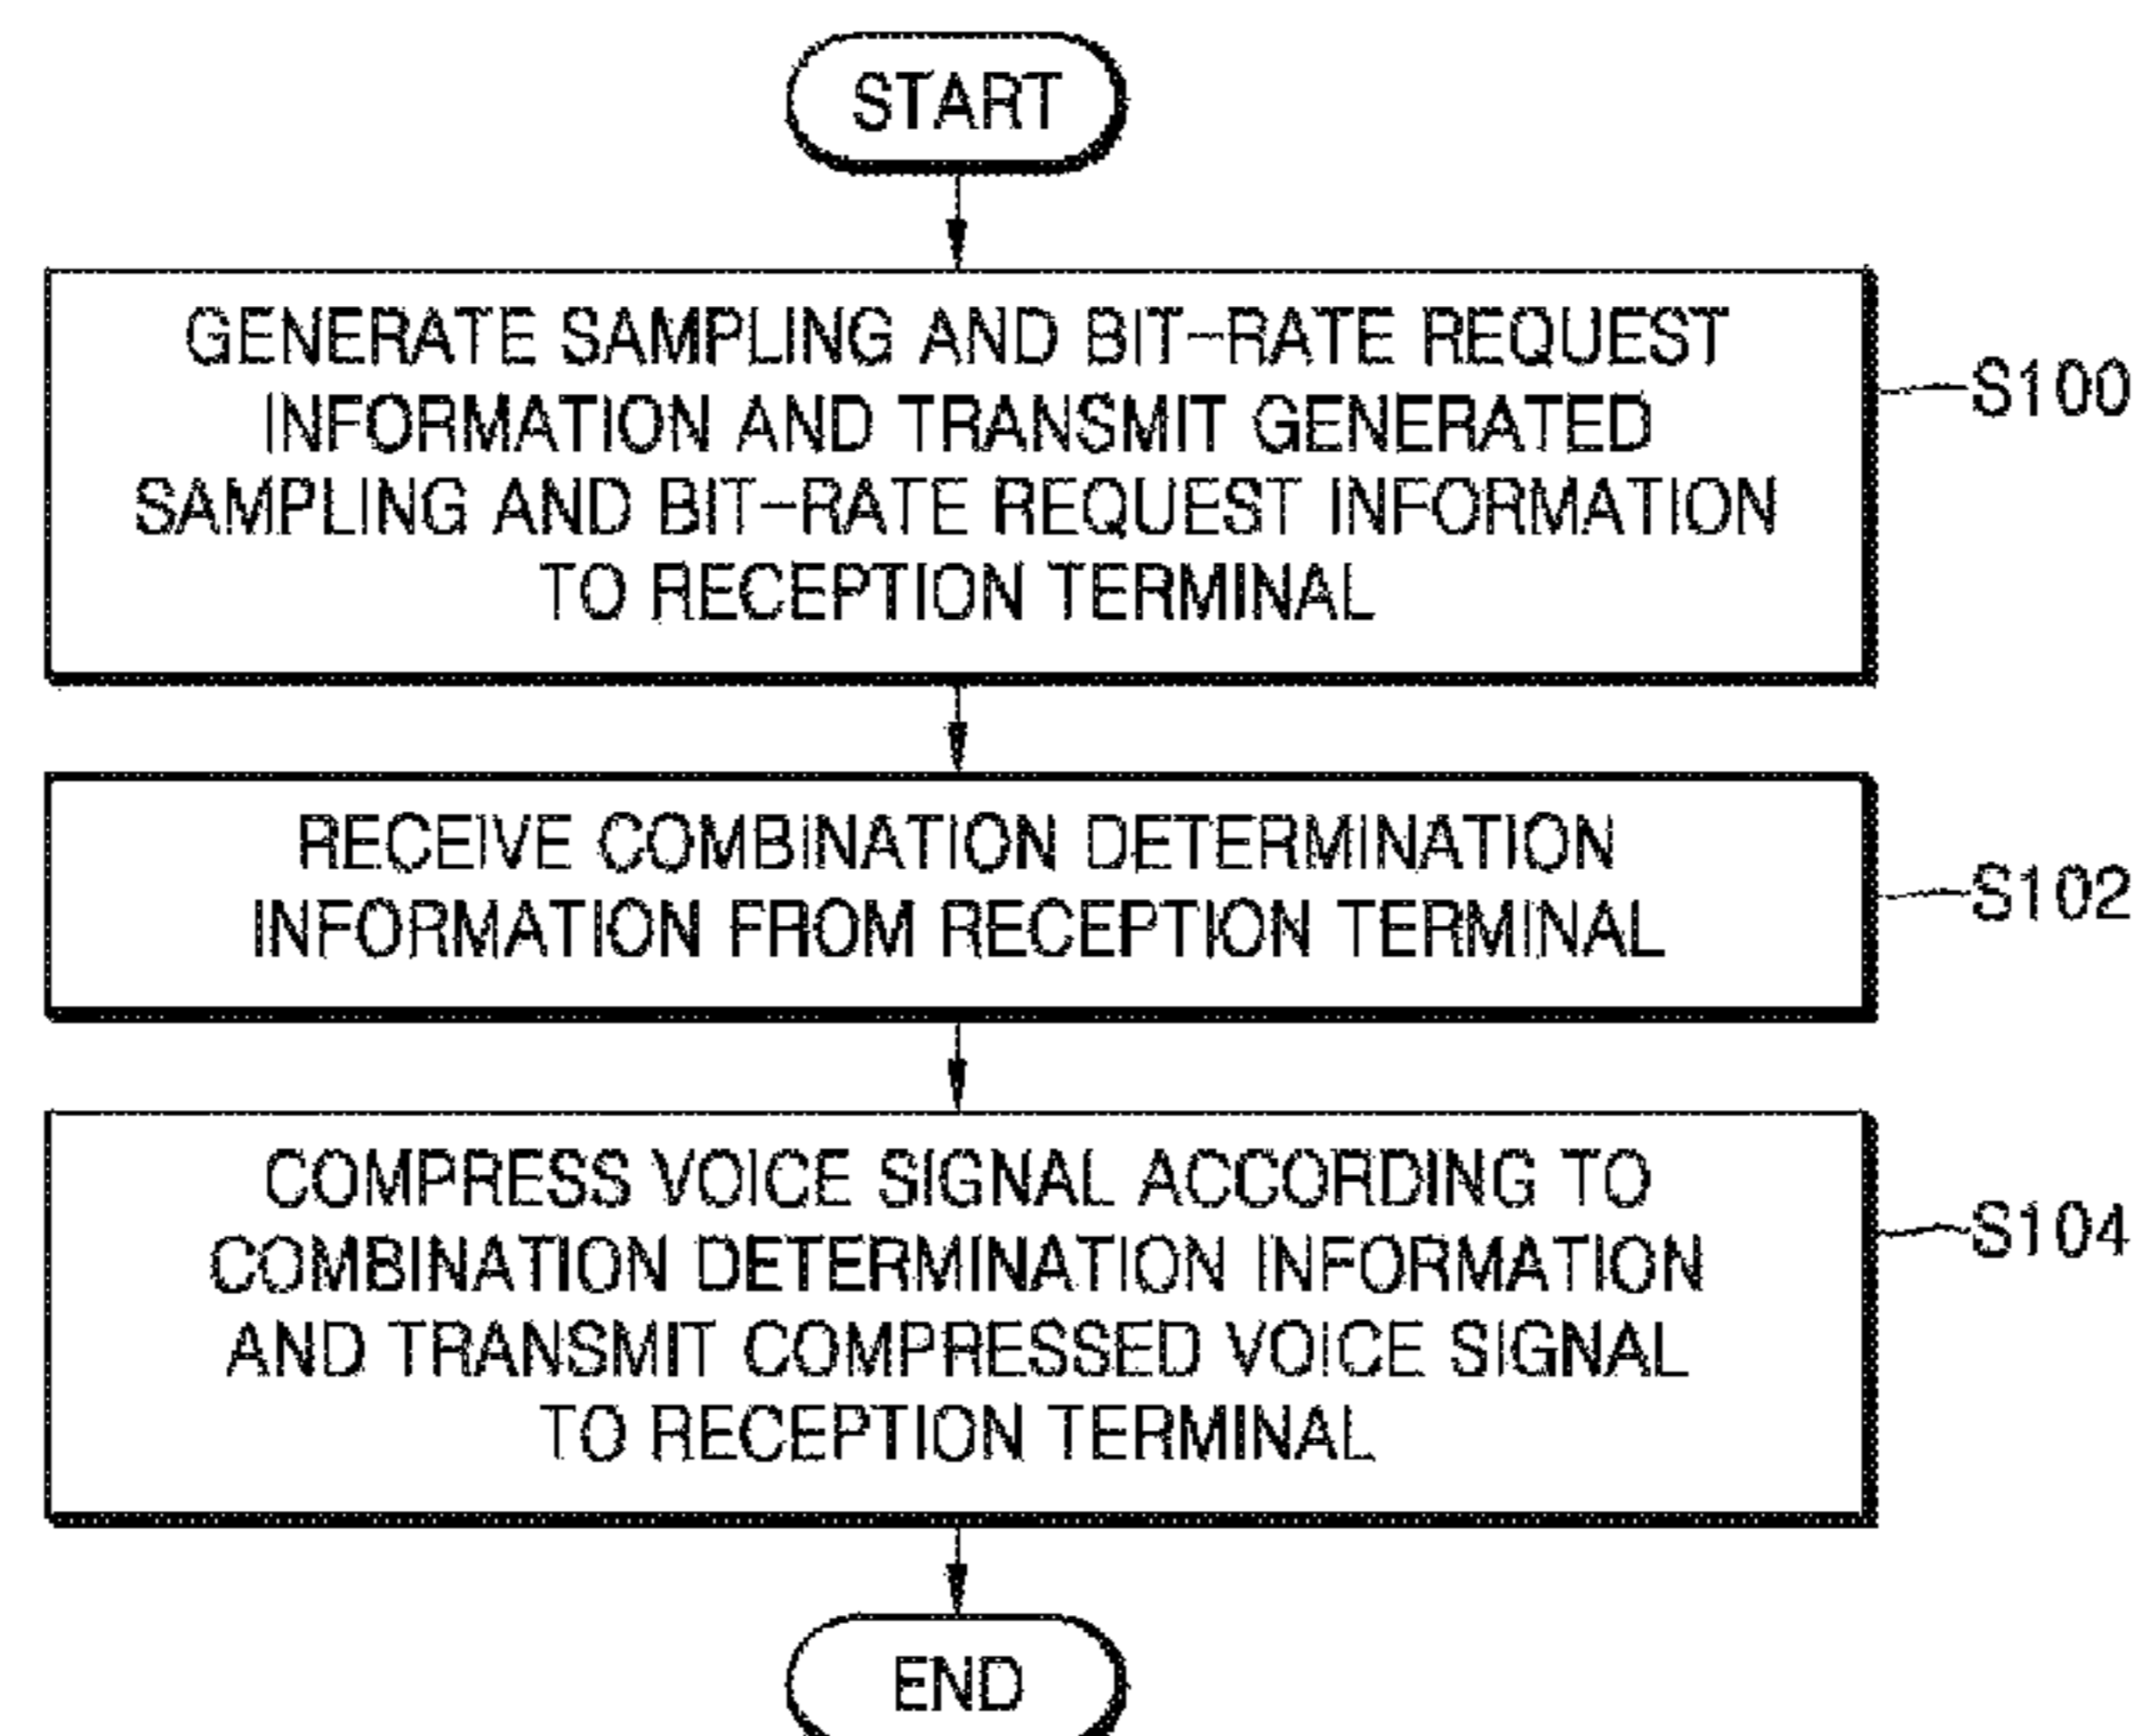 START
GENERATE SAMPLING AND BIT-RATE REQUEST
INFORMATION AND TRANSMIT GENERATED
SAMPLING AND BIT-RATE REQUEST INFORMATION
TO RECEPTION TERMINAL
S100
RECEIVE COMBINATION DETERMINATION
INFORMATION FROM RECEPTION TERMINAL
S102
COMPRESS VOICE SIGNAL ACCORDING TO
COMBINATION DETERMINATION INFORMATION
AND TRANSMIT COMPRESSED VOICE SIGNAL
TO RECEPTION TERMINAL
S104
END